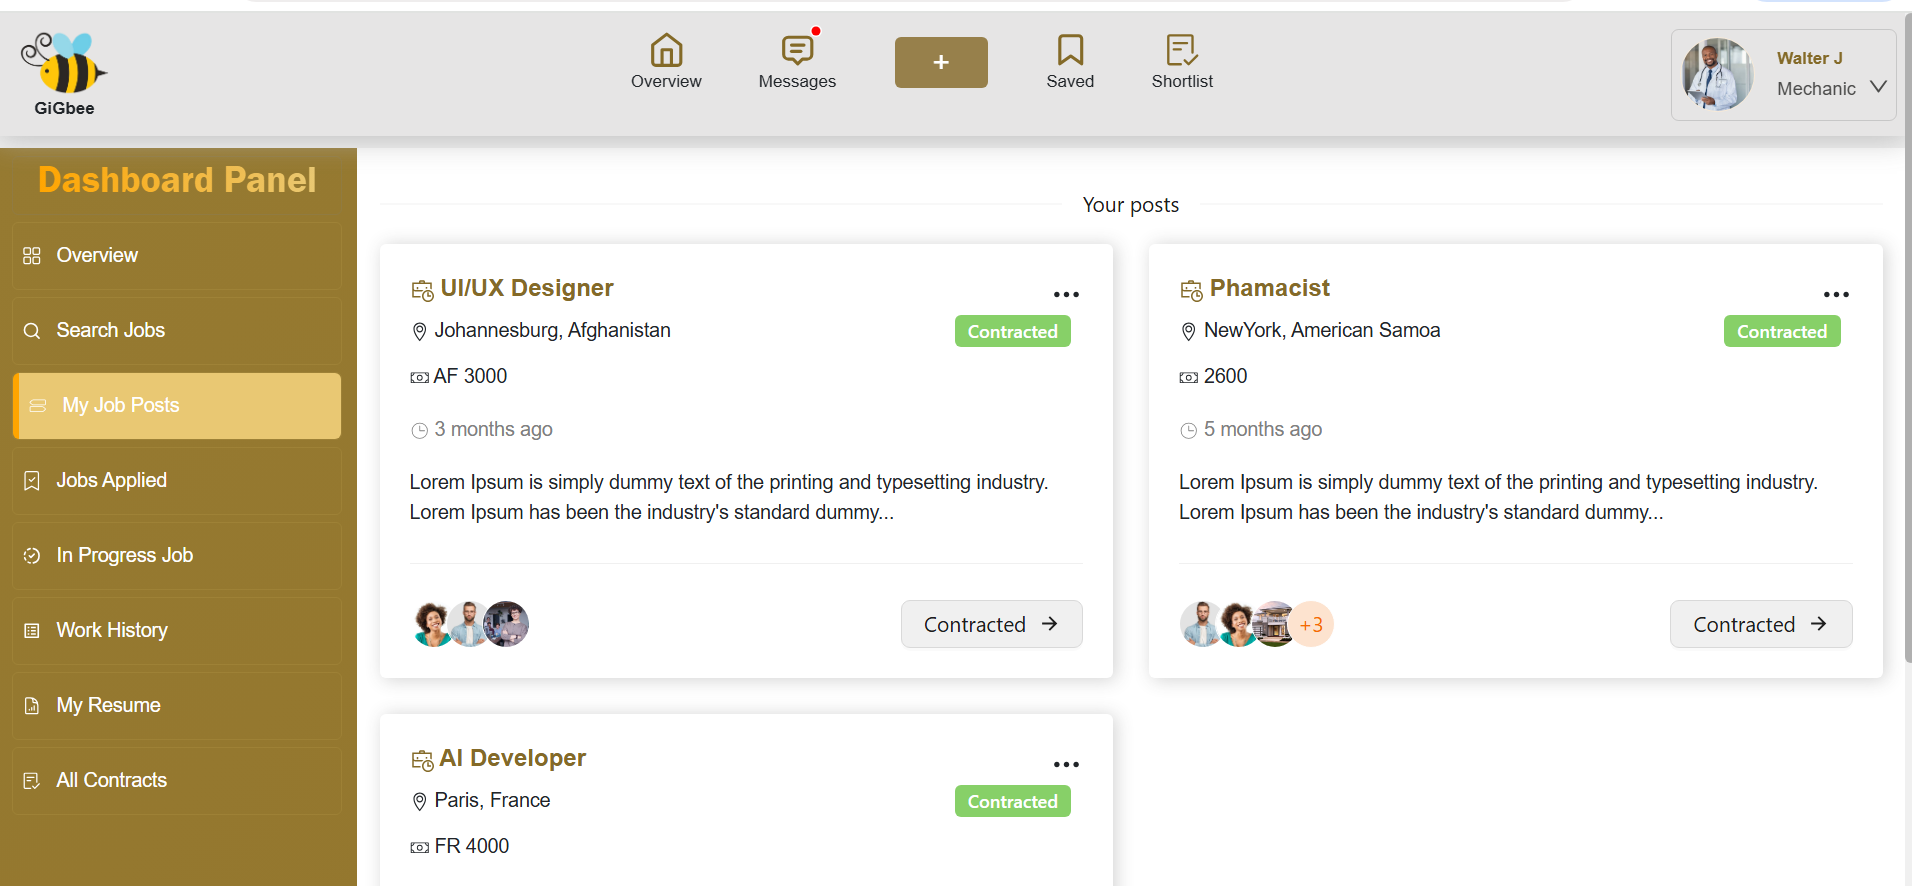 GiGbee
Overview
Messages
+
Saved
Shortlist
Walter J
Mechanic
Dashboard Panel
Overview
Search Jobs
My Job Posts
Jobs Applied
In Progress Job
Work History
My Resume
All Contracts
Your posts
UI/UX Designer
Johannesburg, Afghanistan
Contracted
AF 3000
3 months ago
Lorem Ipsum is simply dummy text of the printing and typesetting industry.
Lorem Ipsum has been the industry's standard dummy...
Contracted
Phamacist
NewYork, American Samoa
Contracted
2600
5 months ago
Lorem Ipsum is simply dummy text of the printing and typesetting industry.
Lorem Ipsum has been the industry's standard dummy...
+3
Contracted
AI Developer
Paris, France
Contracted
FR 4000